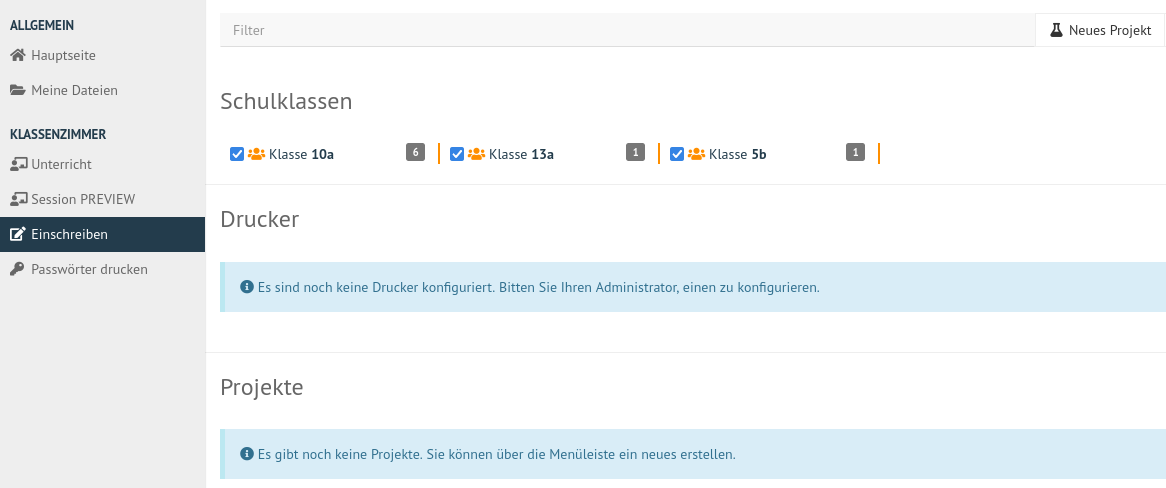 ALLGEMEIN
Hauptseite
Meine Dateien
KLASSENZIMMER
Unterricht
Session PREVIEW
Einschreiben
Passwörter drucken
Filter
Neues Projekt
Schulklassen
Klasse 10a 6
Klasse 13a 1
Klasse 5b 1
Drucker
Es sind noch keine Drucker konfiguriert. Bitten Sie Ihren Administrator, einen zu konfigurieren.
Projekte
Es gibt noch keine Projekte. Sie können über die Menüleiste ein neues erstellen.